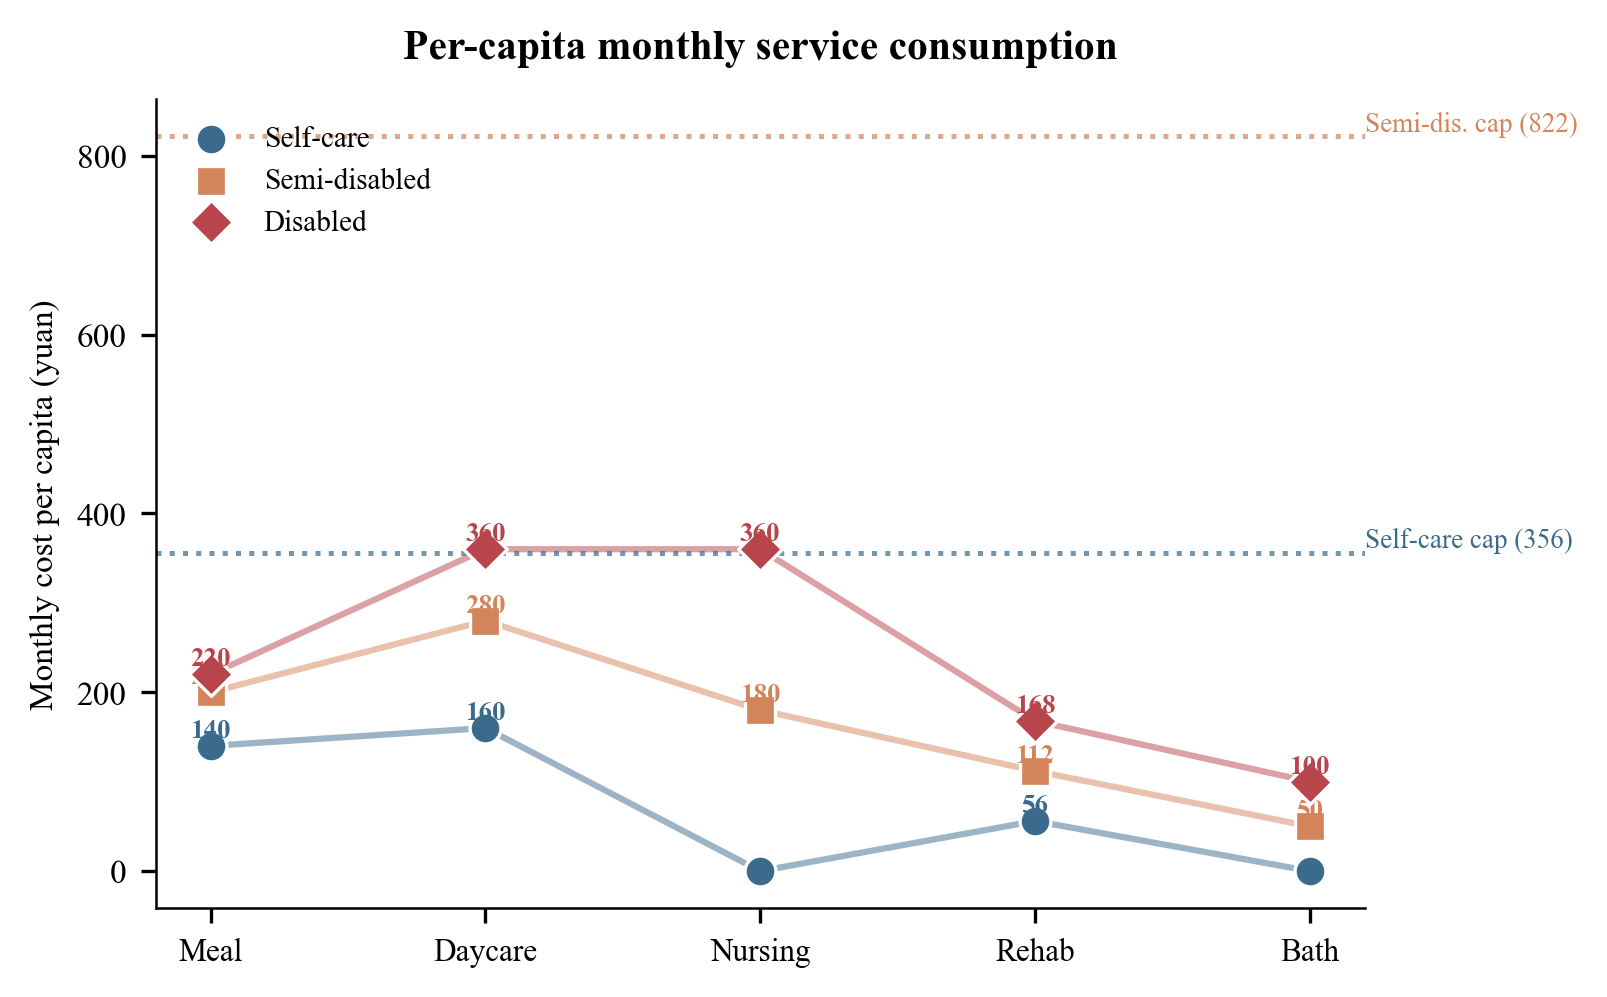 Per-capita monthly service consumption
Semi-dis. cap (822)
Self-care
Semi-disabled
Disabled
Monthly cost per capita (yuan)
800
600
400
200
0
Self-care cap (356)
360
360
280
220
180
168
160
140
112
100
56
50
Meal
Daycare
Nursing
Rehab
Bath